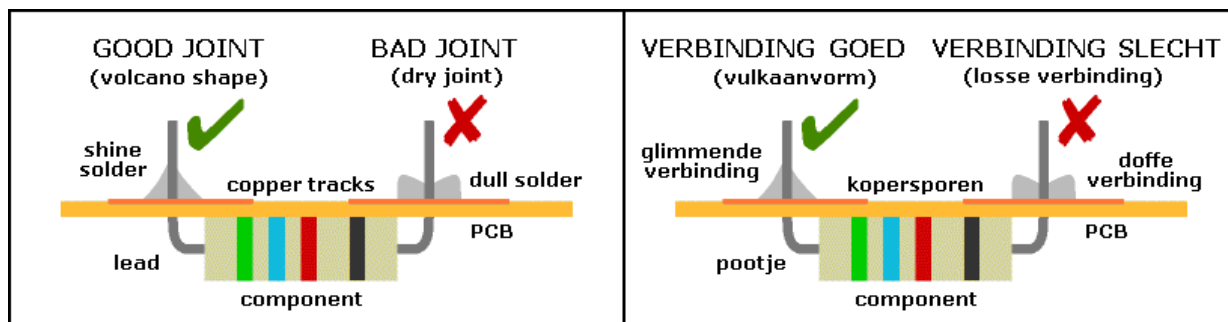 GOOD JOINT
(volcano shape)
BAD JOINT
(dry joint)
shine
solder
copper tracks
dull solder
PCB
lead
component
VERBINDING GOED
(vulkaanvorm)
VERBINDING SLECHT
(losse verbinding)
glimmende
verbinding
kopersporen
doffe
verbinding
PCB
pootje
component